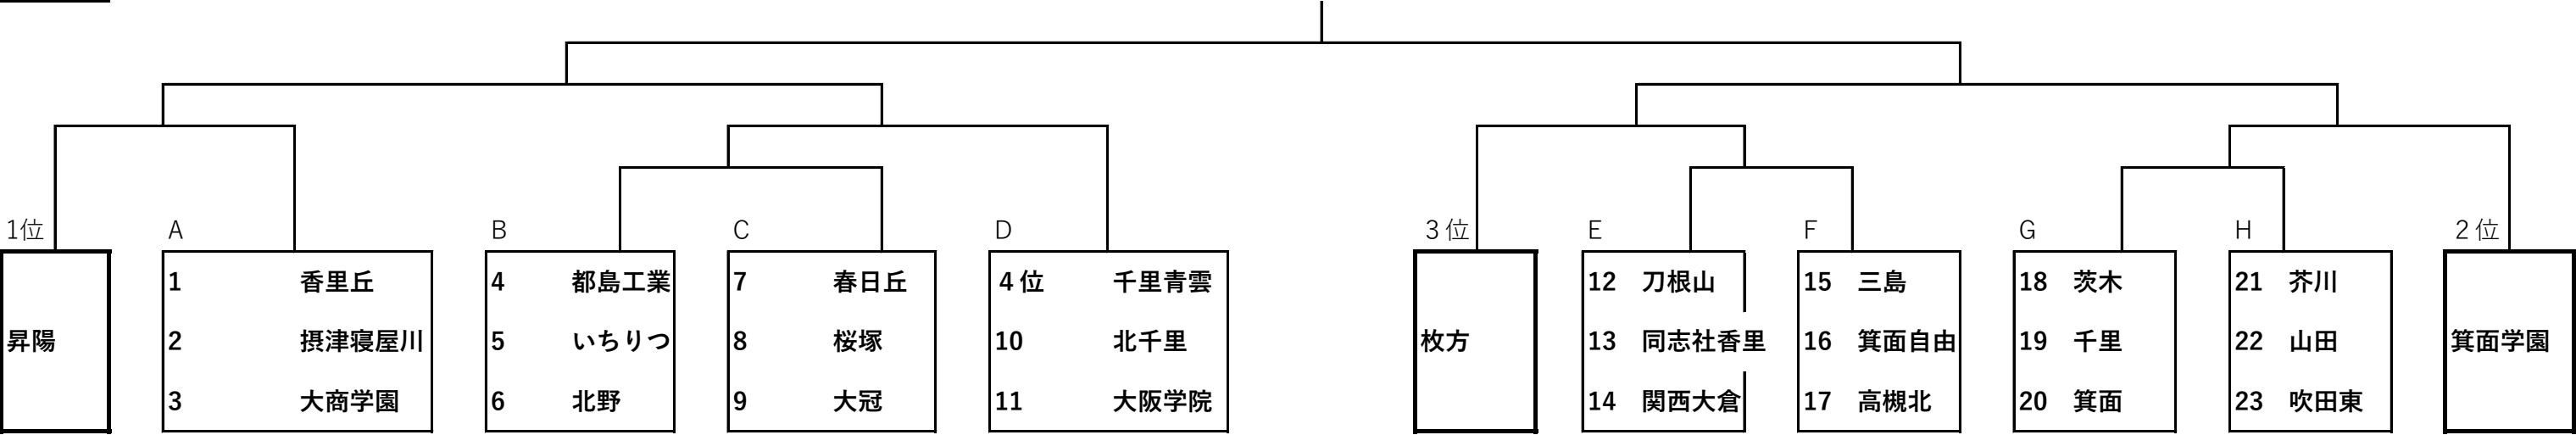 1位 A B C D 3位 E F G H 2位
1 香里丘 4 都島工業 7 春日丘 4位 千里青雲 12 刀根山 15 三島 18 茨木 21 芥川
昇陽 2 摂津寝屋川 5 いちりつ 8 桜塚 10 北千里 枚方 13 同志社香里 16 箕面自由 19 千里 22 山田 箕面学園
3 大商学園 6 北野 9 大冠 11 大阪学院 14 関西大倉 17 高槻北 20 箕面 23 吹田東